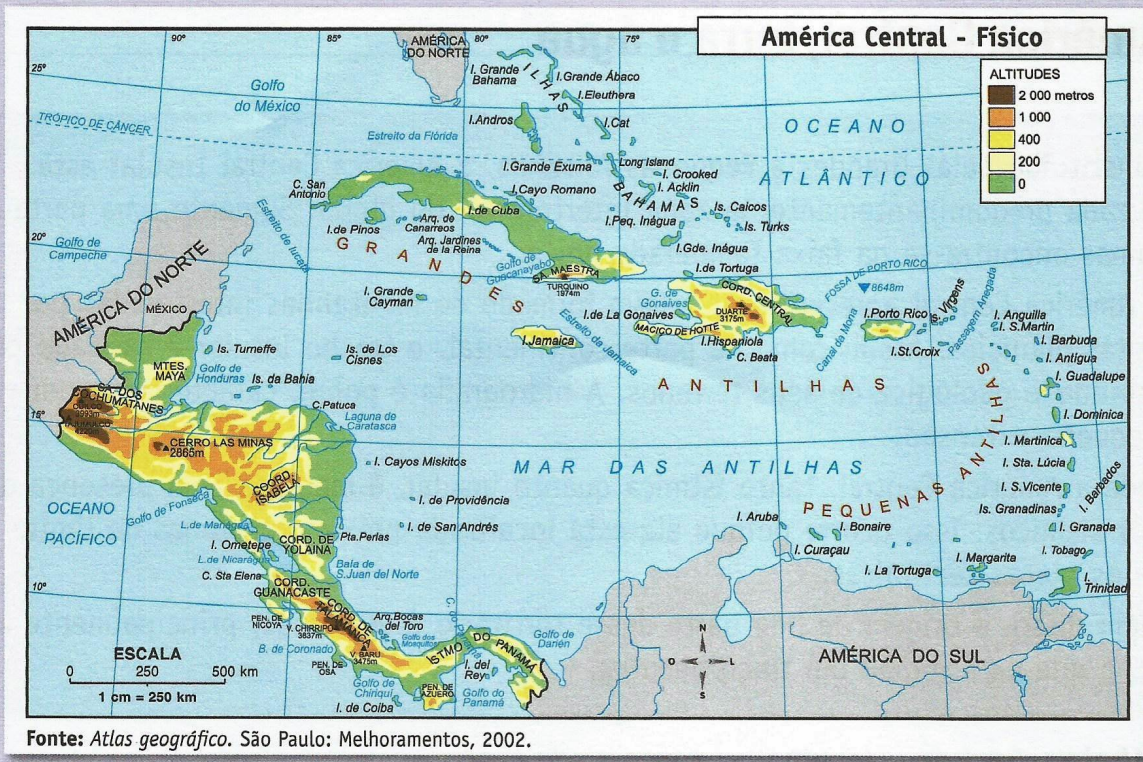 América Central - Físico
ALTITUDES
2 000 metros
1 000
400
200
0
90°
85°
80°
75°
25°
20°
15°
10°
AMÉRICA
DO NORTE
Golfo
do México
TRÓPICO DE CÂNCER
Estreito da Flórida
I. Grande
Bahama
ILHAS
I.Grande Ábaco
I.Eleuthera
I.Andros
I.Cat
OCEANO
ATLÂNTICO
I.Grande Exuma
Long Island
I. Crooked
I. Acklin
BAHAMAS
C. San
Antonio
I.Cayo Romano
I.de Cuba
Is. Caicos
Is. Turks
I.Peq. Inágua
I.Gde. Inágua
I.de Pinos
Arq. de
Canarreos
Arq. Jardines
de la Reina
Golfo de
Guacanayabo
SA. MAESTRA
TURQUINO
1974m
Estreito de Iucatã
Golfo de
Campeche
GRANDES
I.de Tortuga
CORD. CENTRAL
FOSSA DE PORTO RICO
8648m
AMÉRICA DO NORTE
MÉXICO
I. Grande
Cayman
G. de
Gonaives
I.de La Gonaives
DUARTE
3175m
MACIÇO DE HOTTE
I.Hispaniola
C. Beata
Estreito da Jamaica
I.Jamaica
Canal da Mona
I.Porto Rico
Is. Virgens
Passagem Anegada
I.St.Croix
I. Anguilla
I. S.Martin
I. Barbuda
I. Antigua
I. Guadalupe
I. Dominica
I. Martinica
I. Sta. Lúcia
I. S.Vicente
I. Barbados
Is. Granadinas
I. Granada
I. Tobago
I.
Trinidad
ANTILHAS
PEQUENAS ANTILHAS
Is. Turneffe
Is. de Los
Cisnes
MTES.
MAYA
Golfo de
Honduras
Is. da Bahia
SA. DOS
COCHUMATANES
C.Patuca
Laguna de
Caratasca
CERRO LAS MINAS
2865m
MAR DAS ANTILHAS
I. Cayos Miskitos
COORD.
ISABELA
OCEANO
PACÍFICO
Golfo de Fonseca
I. de Providência
I. de San Andrés
I. Aruba
I. Bonaire
I. Curaçau
I. La Tortuga
I. Margarita
L.de Manágua
I. Ometepe
L.de Nicarágua
CORD. DE
YOLAINA
Pta.Perlas
Baía de
S.Juan del Norte
C. Sta Elena
CORD.
GUANACASTE
PEN. DE
NICOYA
CORD. DE
TALAMANCA
V. CHIRRIPO
3837m
Arq.Bocas
del Toro
Golfo dos
Mosquitos
ISTMO DO PANAMÁ
Golfo de
Darién
B. de Coronado
V. BARU
3475m
PEN. DE
OSA
Golfo de
Chiriqui
I. de Coiba
PEN. DE
AZUERO
I. del
Rey
Golfo do
Panamá
AMÉRICA DO SUL
N
O
L
S
ESCALA
0 250 500 km
1 cm = 250 km
Fonte: Atlas geográfico. São Paulo: Melhoramentos, 2002.